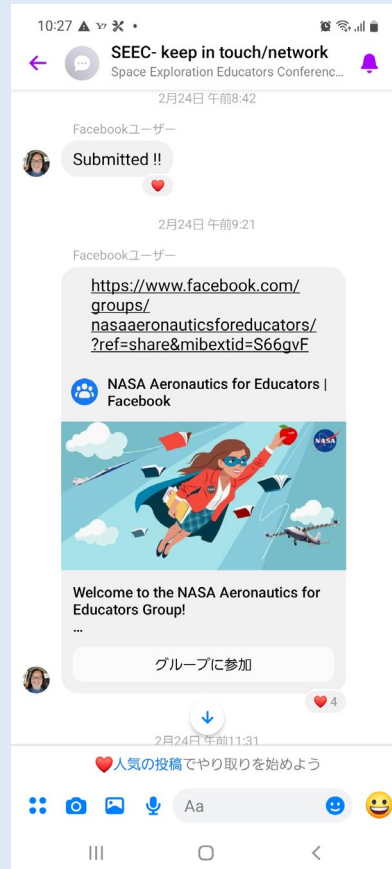 10:27
SEEC- keep in touch/network
Space Exploration Educators Conferenc...
2月24日 午前8:42
Facebookユーザー
Submitted !!
2月24日 午前9:21
Facebookユーザー
https://www.facebook.com/
groups/
nasaaeronauticsforeducators/
?ref=share&mibextid=S66gvF
NASA Aeronautics for Educators |
Facebook
NASA
Welcome to the NASA Aeronautics for
Educators Group!
...
グループに参加
4
2月24日 午前11:31
人気の投稿でやり取りを始めよう
Aa